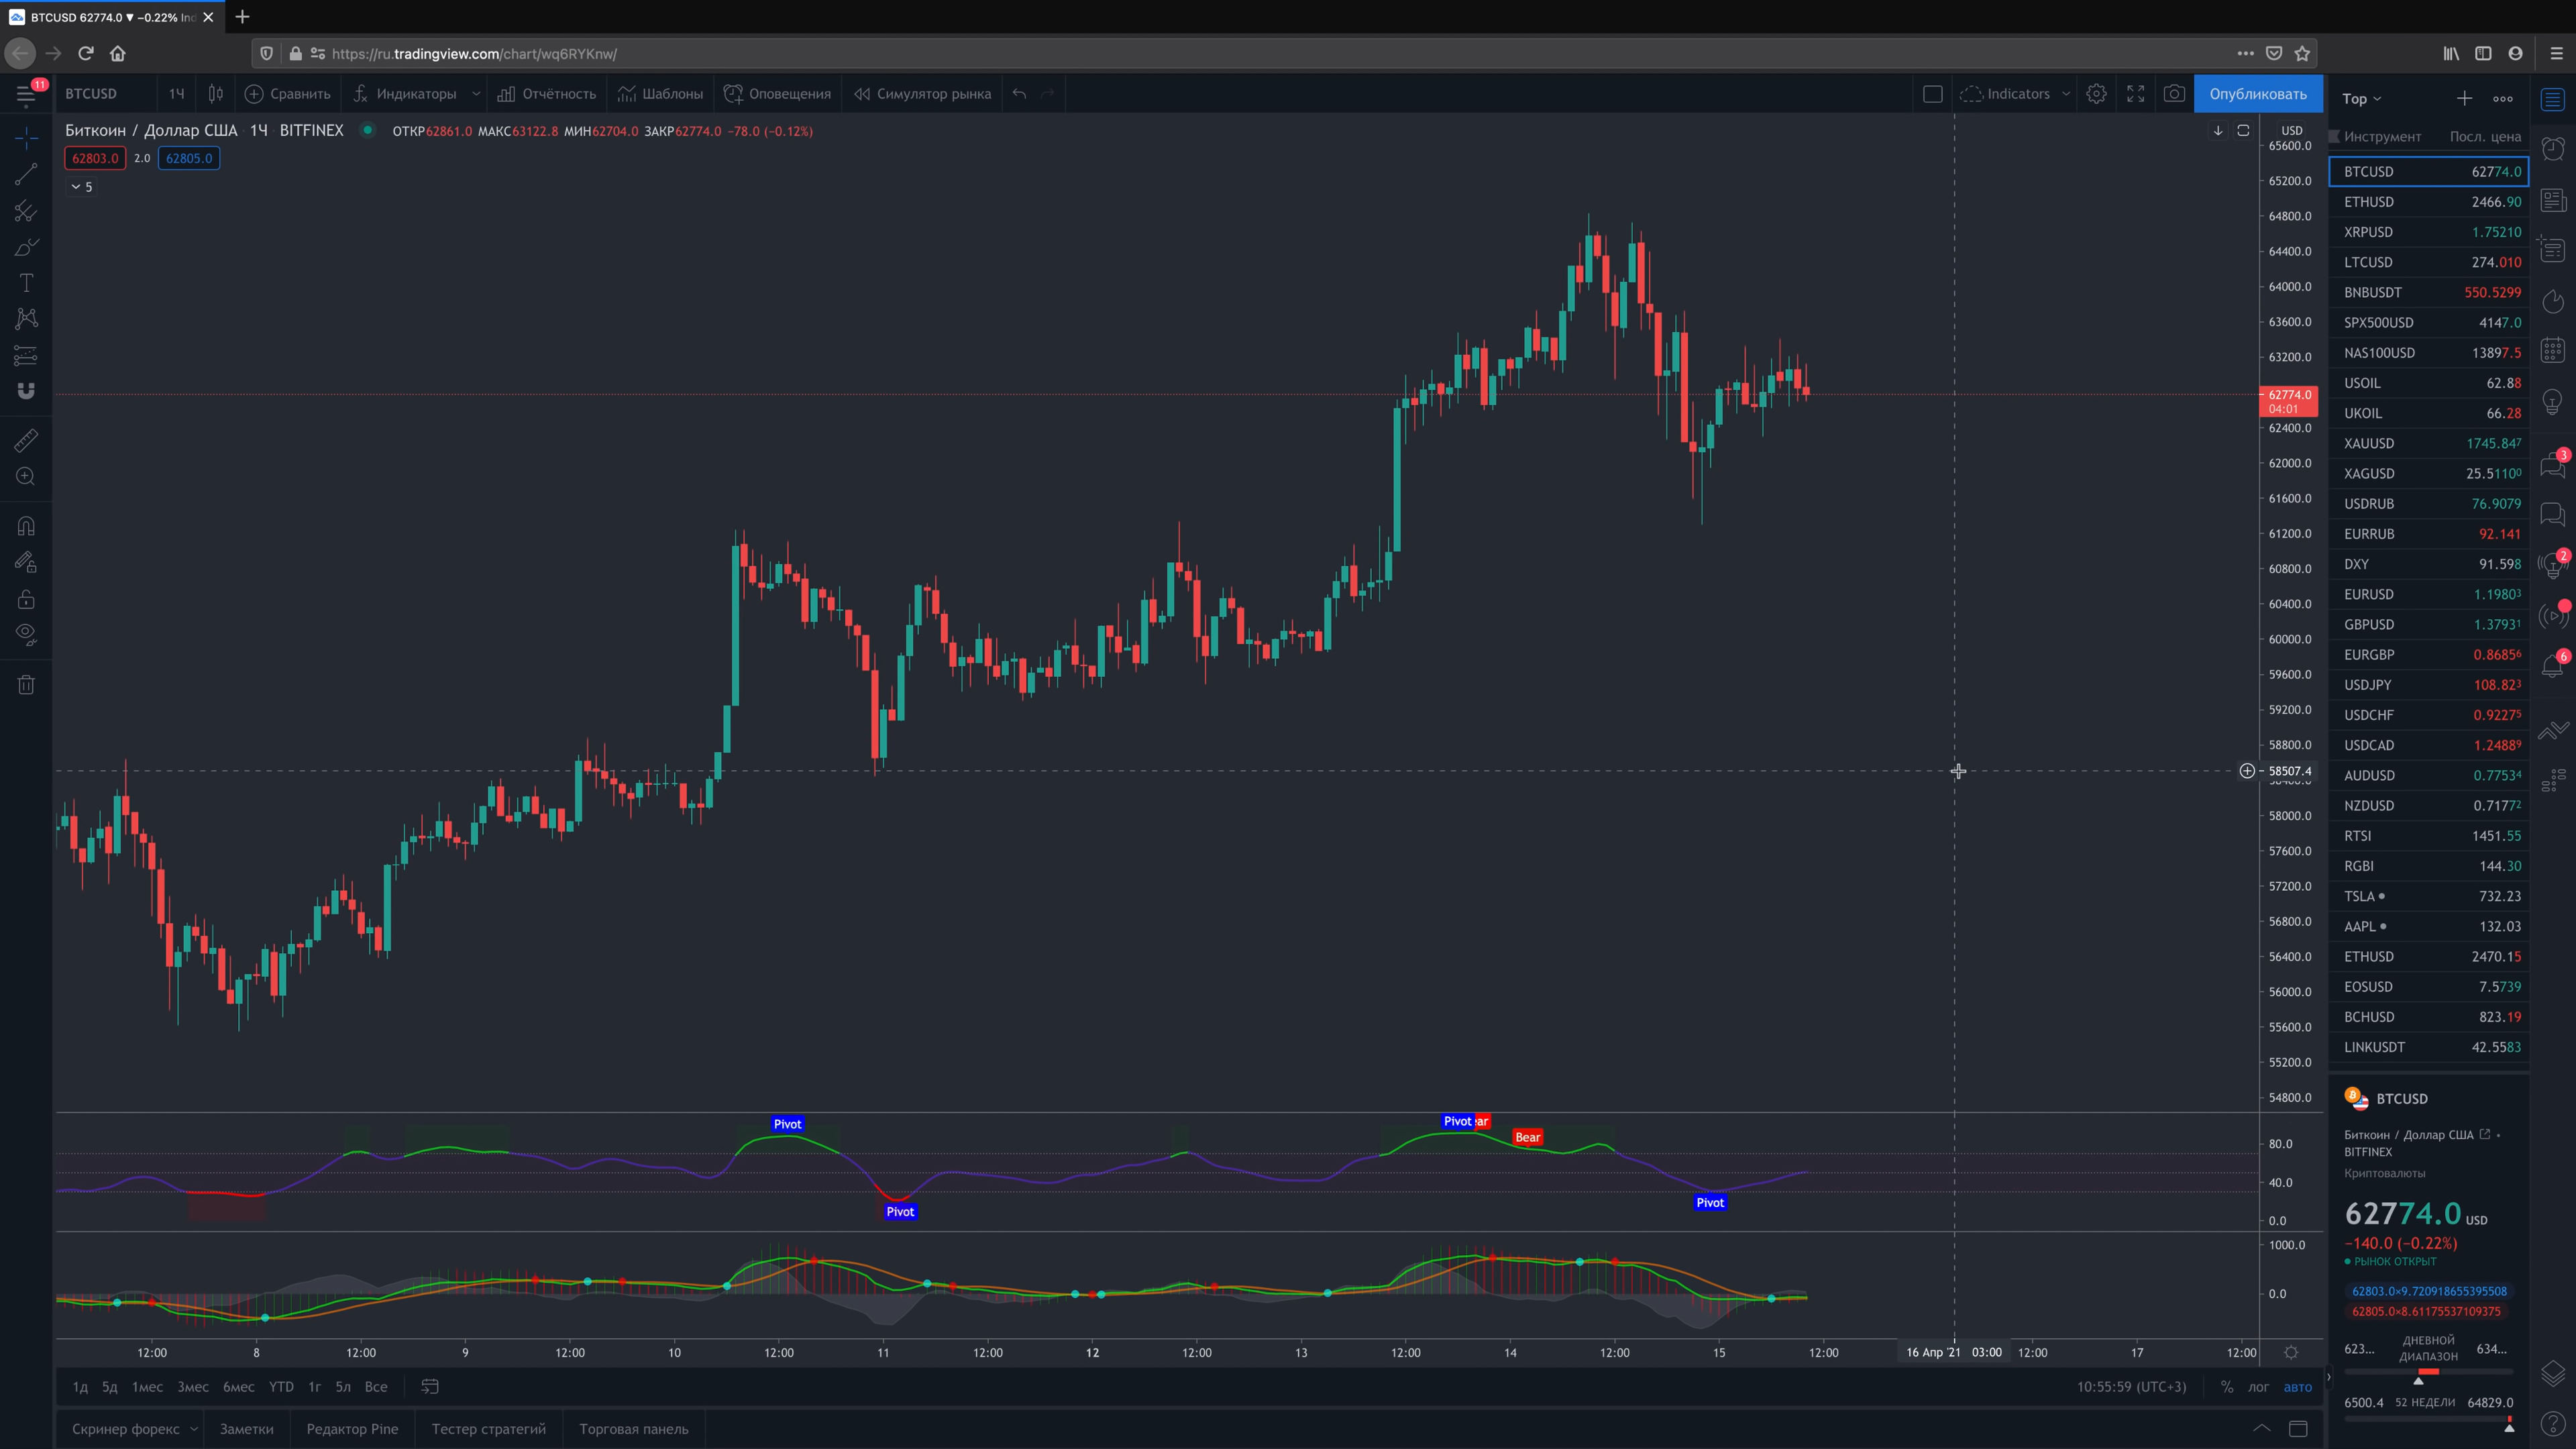 BTCUSD 62774.0 ▼ −0.22%
https://ru.tradingview.com/chart/wq6RYKnw/
11
BTCUSD 1Ч Сравнить Индикаторы Отчётность Шаблоны Оповещения Симулятор рынка Indicators Опубликовать
Биткоин / Доллар США 1Ч BITFINEX ОТКР62861.0 МАКС63122.8 МИН62704.0 ЗАКР62774.0 −78.0 (−0.12%)
62803.0 2.0 62805.0
5
USD
65600.0
65200.0
64800.0
64400.0
64000.0
63600.0
63200.0
62774.0
04:01
62400.0
62000.0
61600.0
61200.0
60800.0
60400.0
60000.0
59600.0
59200.0
58800.0
58507.4
58000.0
57600.0
57200.0
56800.0
56400.0
56000.0
55600.0
55200.0
54800.0
Pivot
Pivot
Pivot ar
Bear
Pivot
80.0
40.0
0.0
1000.0
0.0
12:00 8 12:00 9 12:00 10 12:00 11 12:00 12 12:00 13 12:00 14 12:00 15 12:00 16 Апр '21 03:00 12:00 17 12:00
1д 5д 1мес 3мес 6мес YTD 1г 5л Все 10:55:59 (UTC+3) % лог авто
Скринер форекс Заметки Редактор Pine Тестер стратегий Торговая панель
Top
Инструмент Посл. цена
BTCUSD 62774.0
ETHUSD 2466.90
XRPUSD 1.75210
LTCUSD 274.010
BNBUSDT 550.5299
SPX500USD 4147.0
NAS100USD 13897.5
USOIL 62.88
UKOIL 66.28
XAUUSD 1745.847
XAGUSD 25.51100
USDRUB 76.9079
EURRUB 92.141
DXY 91.598
EURUSD 1.19803
GBPUSD 1.37931
EURGBP 0.86856
USDJPY 108.823
USDCHF 0.92275
USDCAD 1.24889
AUDUSD 0.77534
NZDUSD 0.71772
RTSI 1451.55
RGBI 144.30
TSLA 732.23
AAPL 132.03
ETHUSD 2470.15
EOSUSD 7.5739
BCHUSD 823.19
LINKUSDT 42.5583
BTCUSD
Биткоин / Доллар США
BITFINEX
Криптовалюты
62774.0 USD
−140.0 (−0.22%)
РЫНОК ОТКРЫТ
62803.0×9.720918655395508
62805.0×8.61175537109375
623... ДНЕВНОЙ ДИАПАЗОН 634...
6500.4 52 НЕДЕЛИ 64829.0
3
2
6